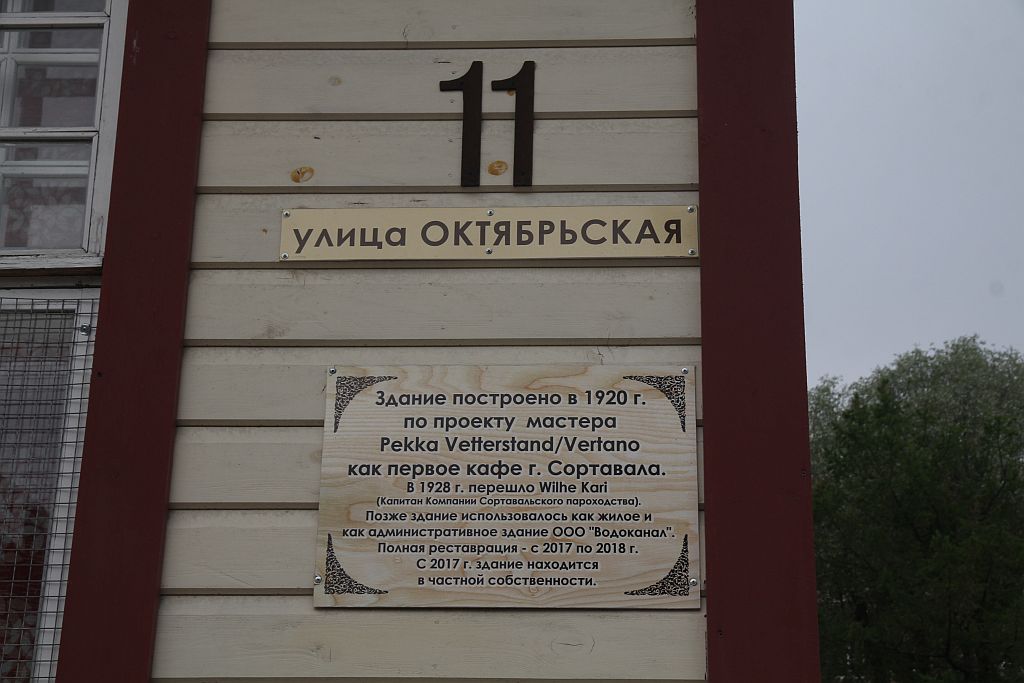 11
улица ОКТЯБРЬСКАЯ
Здание построено в 1920 г.
по проекту мастера
Pekka Vetterstand/Vertano
как первое кафе г. Сортавала.
В 1928 г. перешло Wilhe Kari
(Капитан Компании Сортавальского пароходства).
Позже здание использовалось как жилое и
как административное здание ООО "Водоканал".
Полная реставрация - с 2017 по 2018 г.
С 2017 г. здание находится
в частной собственности.